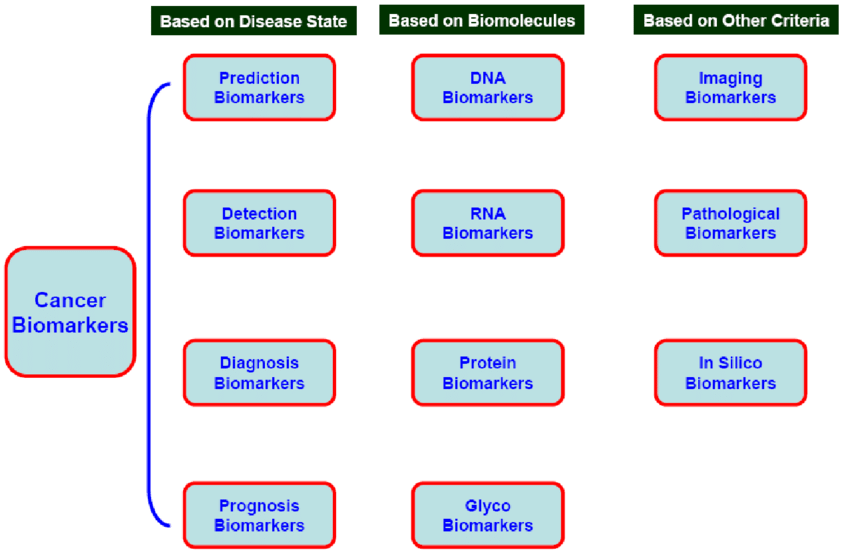 Based on Disease State
Based on Biomolecules
Based on Other Criteria
Prediction
Biomarkers
DNA
Biomarkers
Imaging
Biomarkers
Detection
Biomarkers
RNA
Biomarkers
Pathological
Biomarkers
Cancer
Biomarkers
Diagnosis
Biomarkers
Protein
Biomarkers
In Silico
Biomarkers
Prognosis
Biomarkers
Glyco
Biomarkers